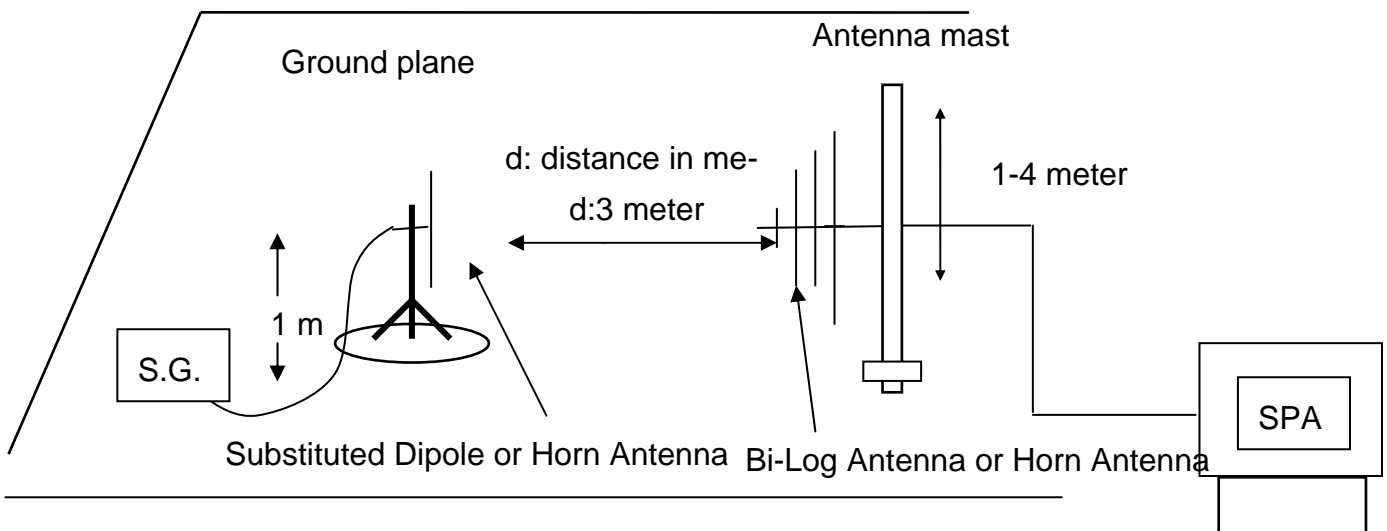 Antenna mast
Ground plane
d: distance in me-
d:3 meter
1-4 meter
1 m
S.G.
SPA
Substituted Dipole or Horn Antenna
Bi-Log Antenna or Horn Antenna